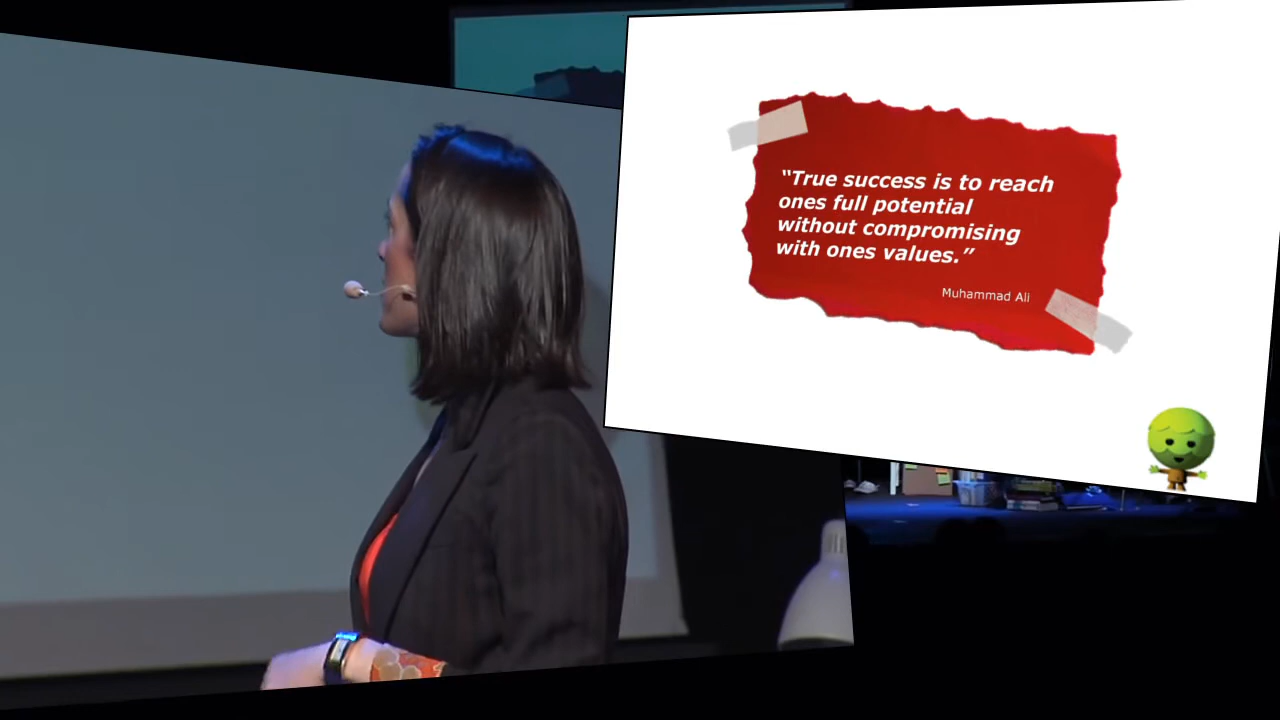 “True success is to reach
ones full potential
without compromising
with ones values.”
Muhammad Ali